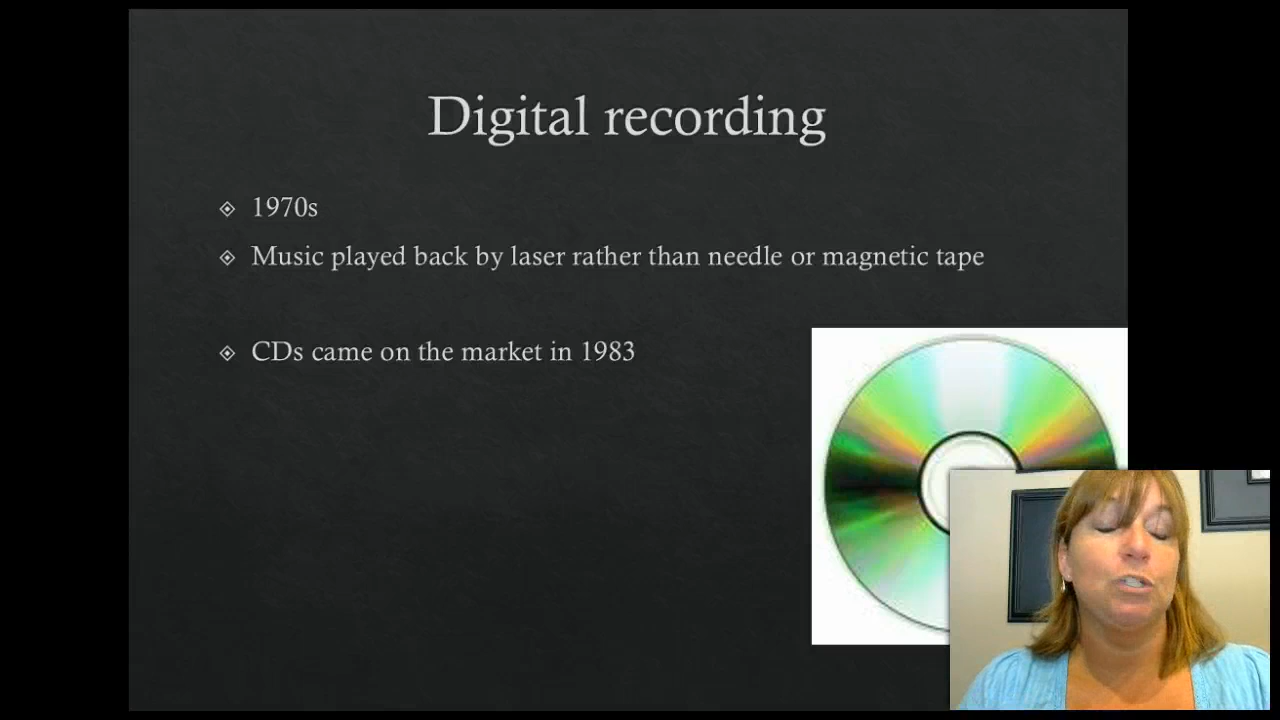 Digital recording
1970s
Music played back by laser rather than needle or magnetic tape
CDs came on the market in 1983